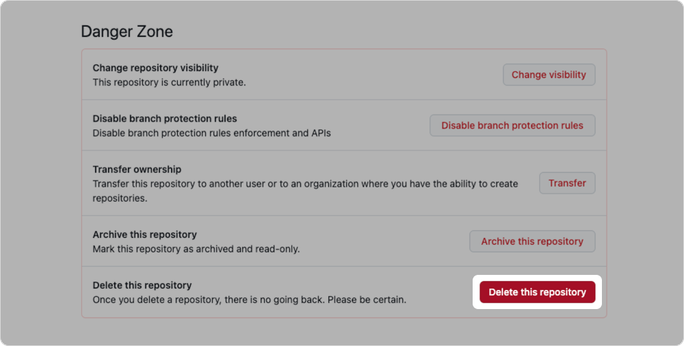 Danger Zone
Change repository visibility
This repository is currently private.
Change visibility
Disable branch protection rules
Disable branch protection rules enforcement and APIs
Disable branch protection rules
Transfer ownership
Transfer this repository to another user or to an organization where you have the ability to create
repositories.
Transfer
Archive this repository
Mark this repository as archived and read-only.
Archive this repository
Delete this repository
Once you delete a repository, there is no going back. Please be certain.
Delete this repository